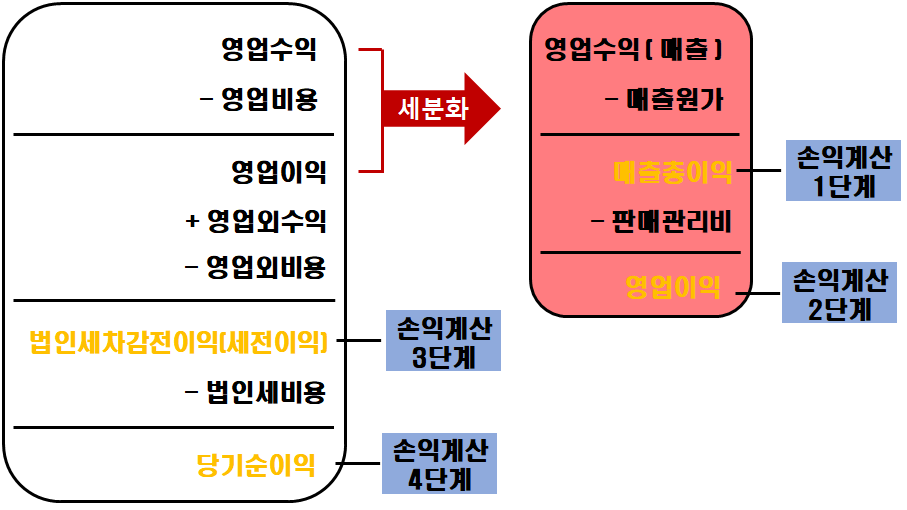 영업수익
- 영업비용
영업이익
+ 영업외수익
- 영업외비용
법인세차감전이익(세전이익)
- 법인세비용
당기순이익
세분화
영업수익 ( 매출 )
- 매출원가
매출총이익
- 판매관리비
영업이익
손익계산
1단계
손익계산
2단계
손익계산
3단계
손익계산
4단계